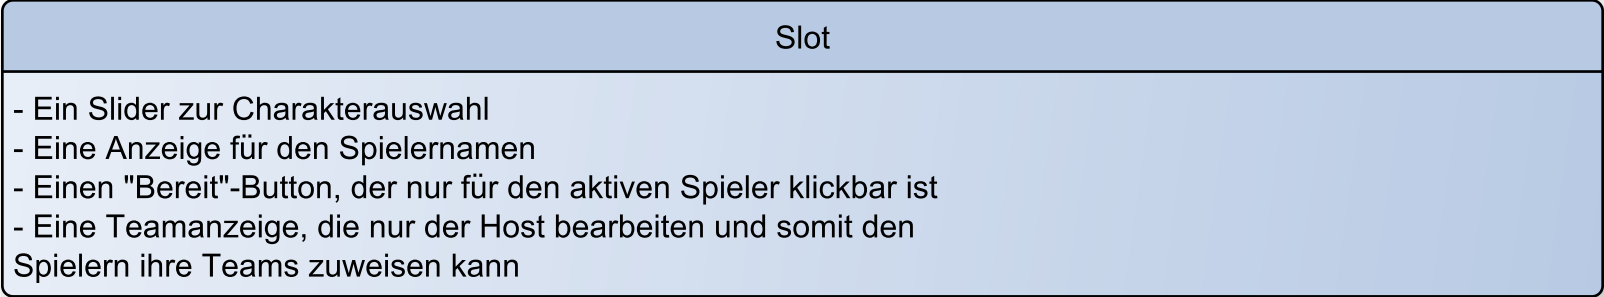 Slot
- Ein Slider zur Charakterauswahl
- Eine Anzeige für den Spielernamen
- Einen "Bereit"-Button, der nur für den aktiven Spieler klickbar ist
- Eine Teamanzeige, die nur der Host bearbeiten und somit den
Spielern ihre Teams zuweisen kann